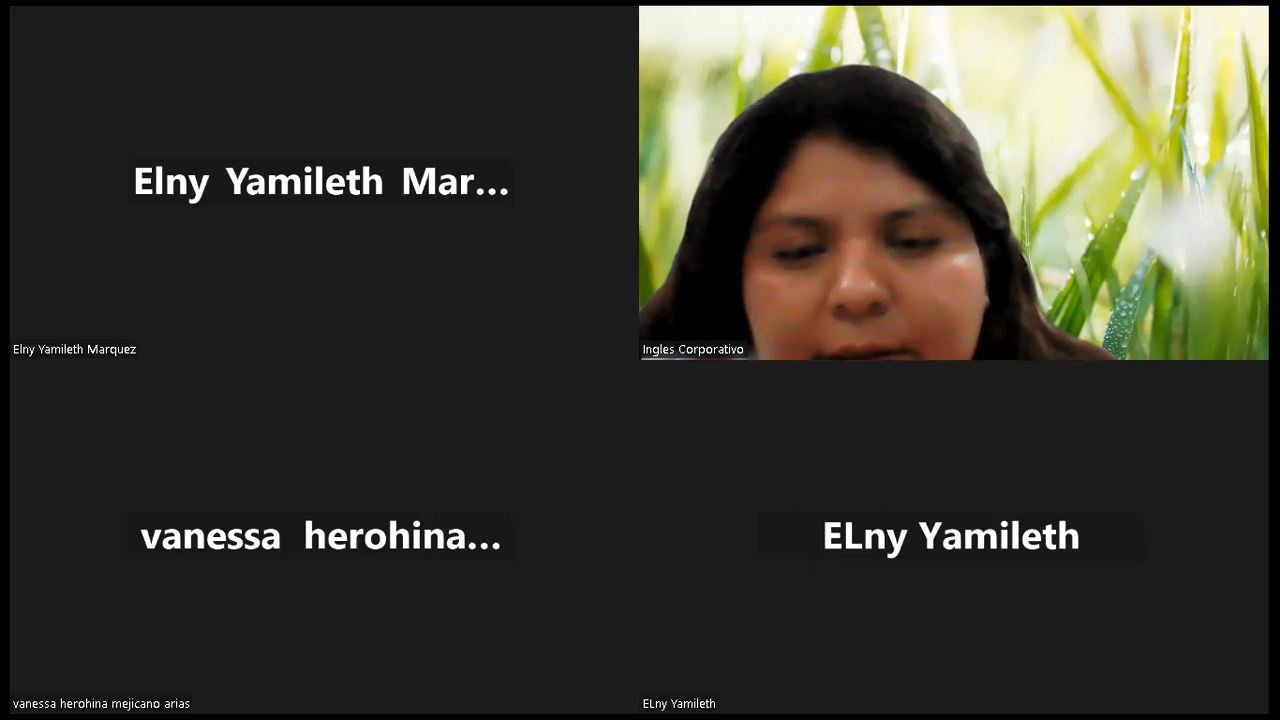 Elny Yamileth Mar...
Elny Yamileth Marquez
Ingles Corporativo
vanessa herohina...
vanessa herohina mejicano arias
ELny Yamileth
ELny Yamileth